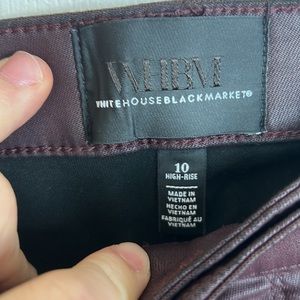 WHBM
WHITEHOUSEBLACKMARKET®
10
HIGH-RISE
MADE IN
VIETNAM
HECHO EN
VIETNAM
FABRIQUÉ AU
VIETNAM